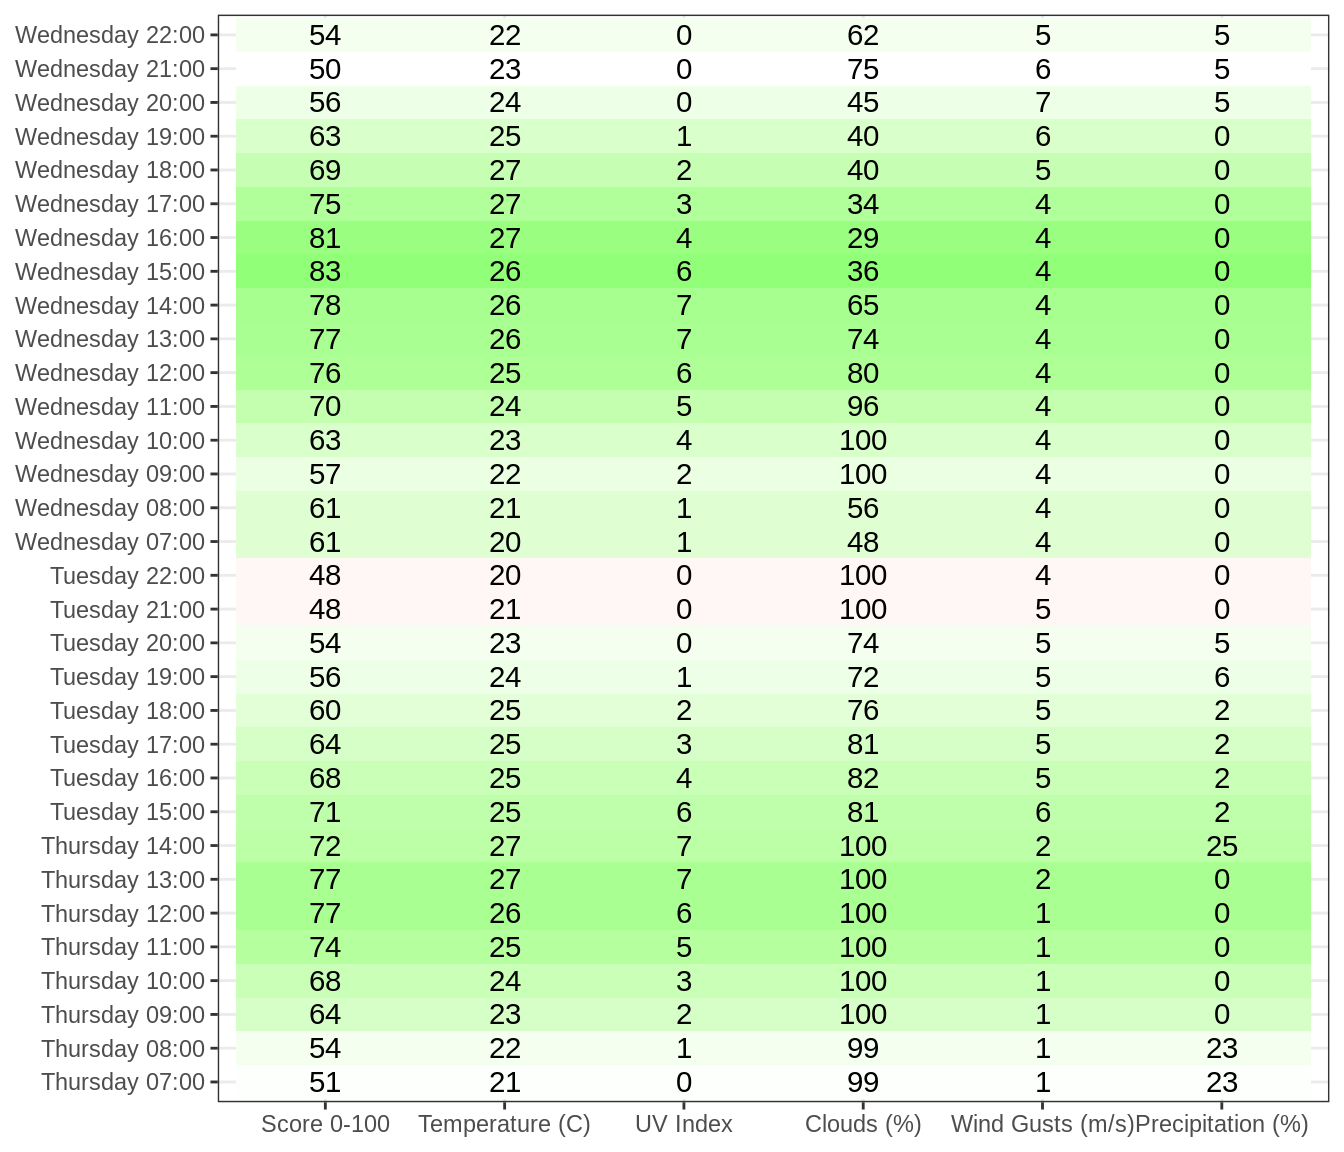 Wednesday 22:00 54 22 0 62 5 5
Wednesday 21:00 50 23 0 75 6 5
Wednesday 20:00 56 24 0 45 7 5
Wednesday 19:00 63 25 1 40 6 0
Wednesday 18:00 69 27 2 40 5 0
Wednesday 17:00 75 27 3 34 4 0
Wednesday 16:00 81 27 4 29 4 0
Wednesday 15:00 83 26 6 36 4 0
Wednesday 14:00 78 26 7 65 4 0
Wednesday 13:00 77 26 7 74 4 0
Wednesday 12:00 76 25 6 80 4 0
Wednesday 11:00 70 24 5 96 4 0
Wednesday 10:00 63 23 4 100 4 0
Wednesday 09:00 57 22 2 100 4 0
Wednesday 08:00 61 21 1 56 4 0
Wednesday 07:00 61 20 1 48 4 0
Tuesday 22:00 48 20 0 100 4 0
Tuesday 21:00 48 21 0 100 5 0
Tuesday 20:00 54 23 0 74 5 5
Tuesday 19:00 56 24 1 72 5 6
Tuesday 18:00 60 25 2 76 5 2
Tuesday 17:00 64 25 3 81 5 2
Tuesday 16:00 68 25 4 82 5 2
Tuesday 15:00 71 25 6 81 6 2
Thursday 14:00 72 27 7 100 2 25
Thursday 13:00 77 27 7 100 2 0
Thursday 12:00 77 26 6 100 1 0
Thursday 11:00 74 25 5 100 1 0
Thursday 10:00 68 24 3 100 1 0
Thursday 09:00 64 23 2 100 1 0
Thursday 08:00 54 22 1 99 1 23
Thursday 07:00 51 21 0 99 1 23
Score 0-100 Temperature (C) UV Index Clouds (%) Wind Gusts (m/s) Precipitation (%)